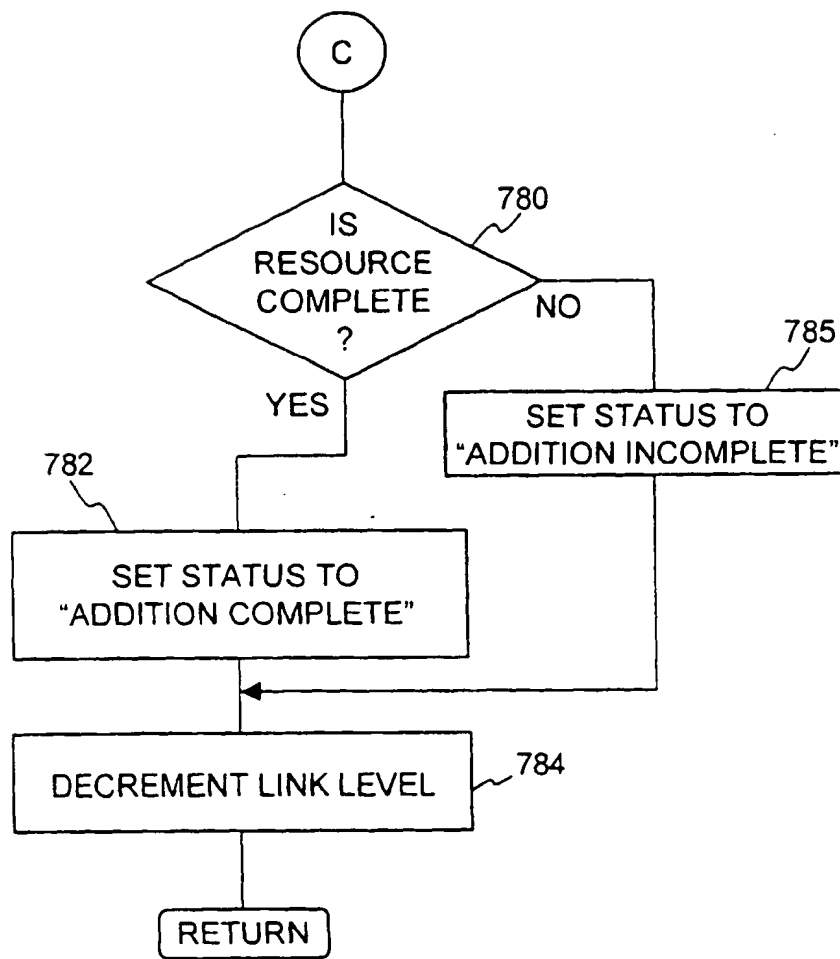 C
780
IS
RESOURCE
COMPLETE
?
NO
YES
785
SET STATUS TO
“ADDITION INCOMPLETE”
782
SET STATUS TO
“ADDITION COMPLETE”
784
DECREMENT LINK LEVEL
RETURN